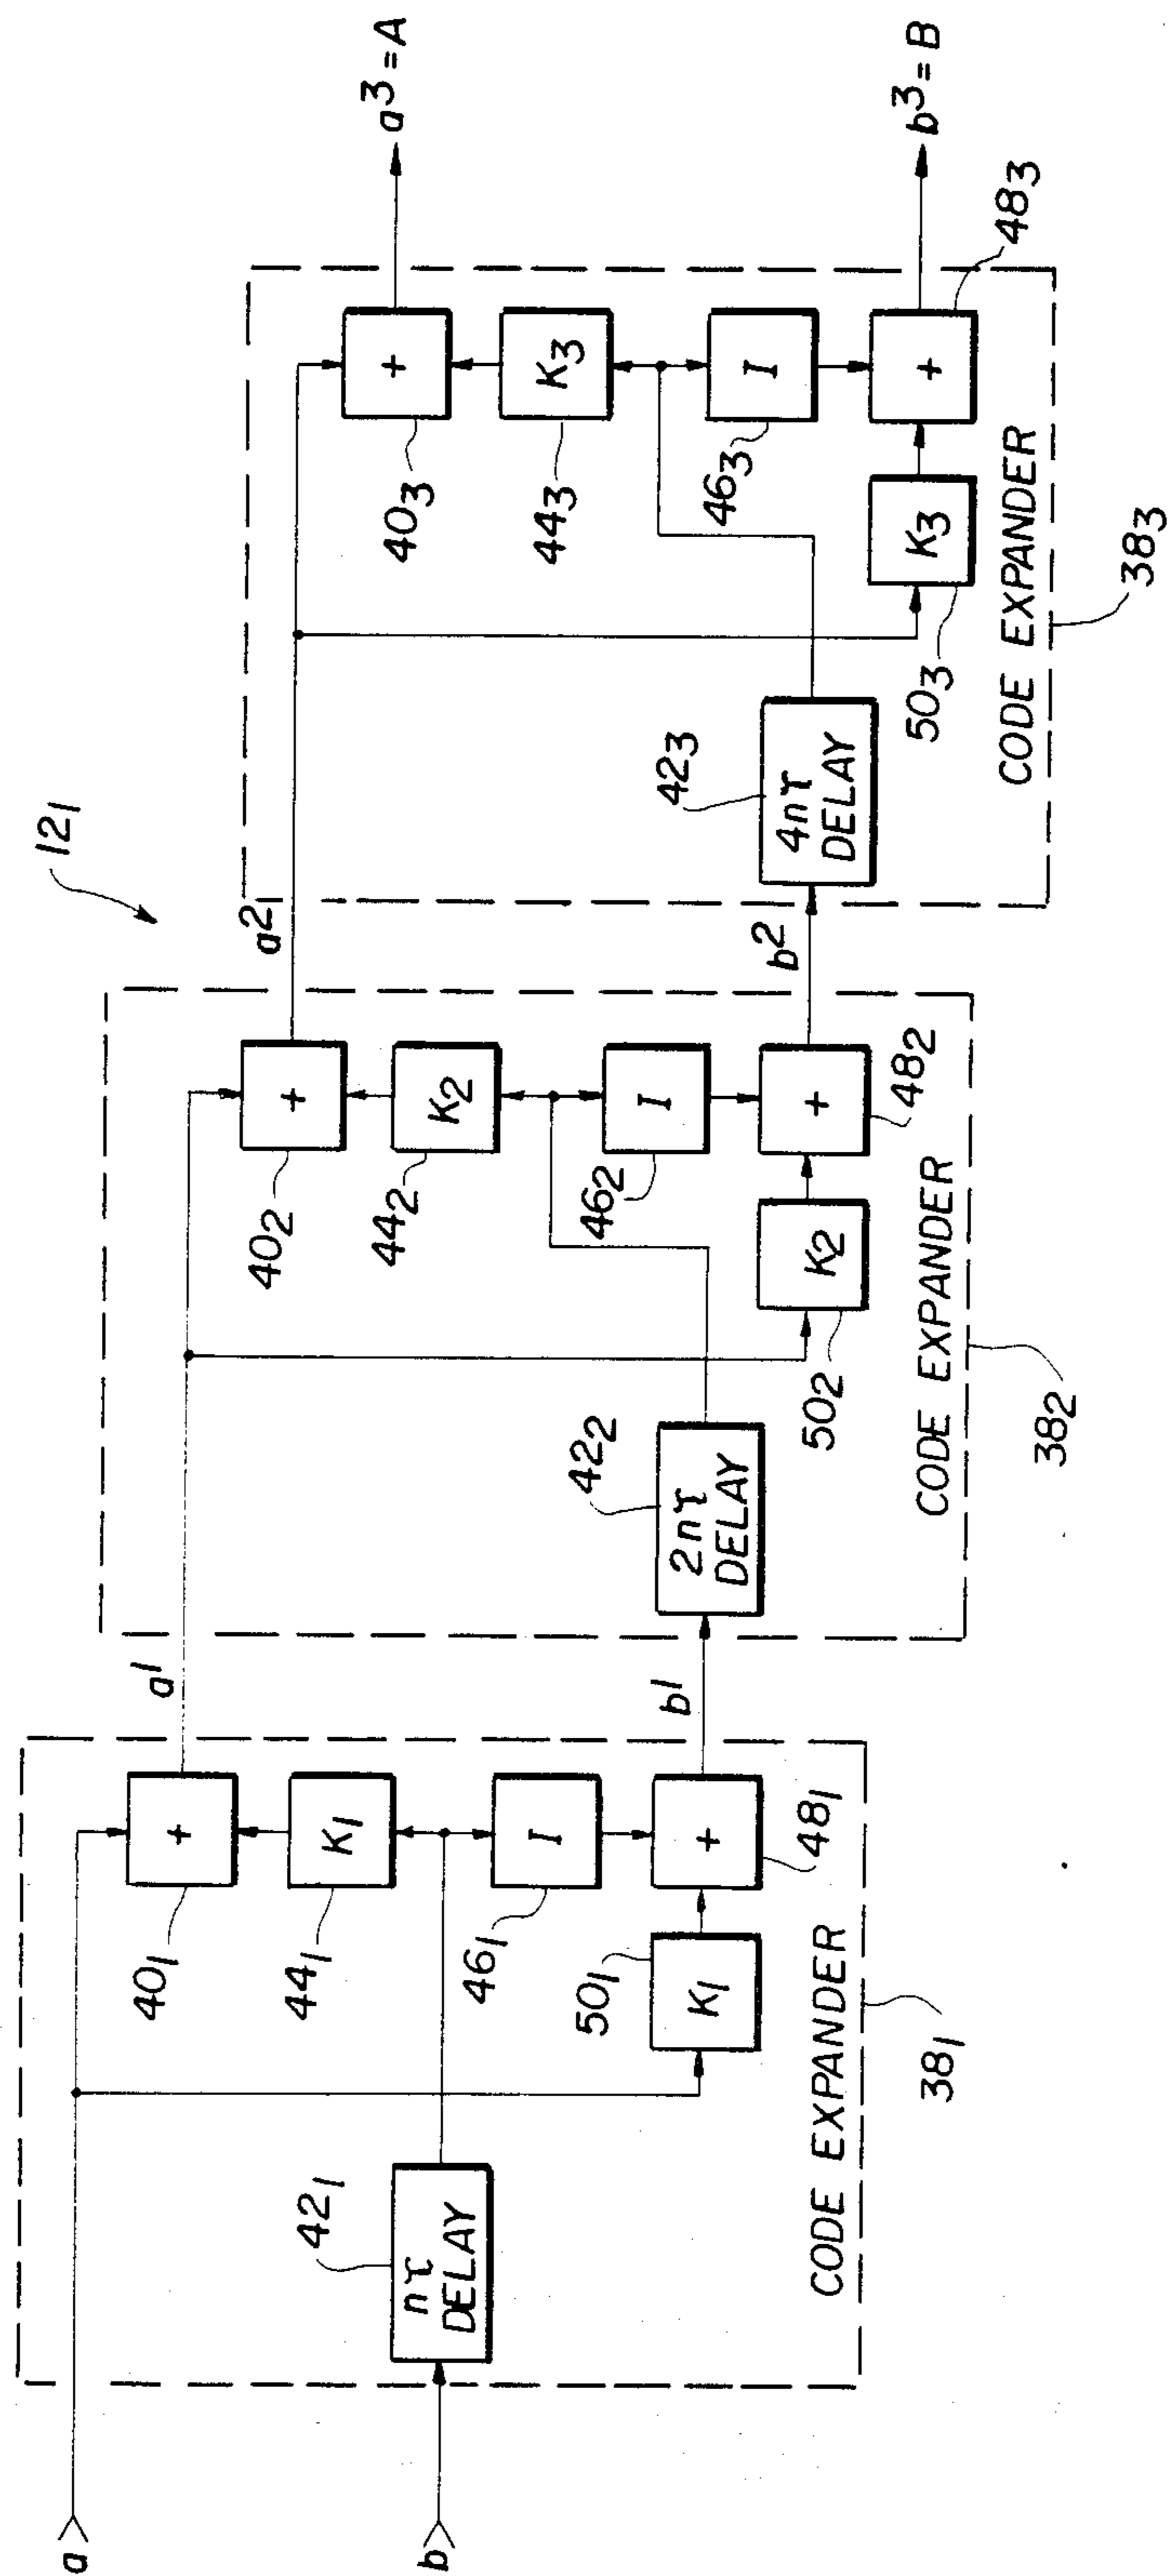 12₁
a
b
nτ
DELAY
42₁
+
40₁
K₁
44₁
I
46₁
K₁
50₁
+
48₁
CODE EXPANDER
38₁
a¹
b¹
2nτ
DELAY
42₂
+
40₂
K₂
44₂
I
46₂
K₂
50₂
+
48₂
CODE EXPANDER
38₂
a²
b²
4nτ
DELAY
42₃
+
40₃
K₃
44₃
I
46₃
K₃
50₃
+
48₃
CODE EXPANDER
38₃
a³=A
b³=B